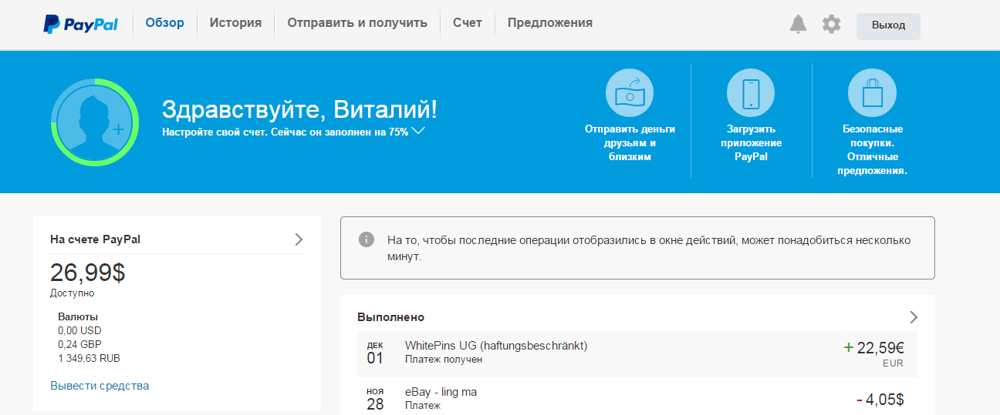 PayPal
Обзор
История
Отправить и получить
Счет
Предложения
Выход
Здравствуйте, Виталий!
Настройте свой счет. Сейчас он заполнен на 75%
Отправить деньги
друзьям и
близким
Загрузить
приложение
PayPal
Безопасные
покупки.
Отличные
предложения.
На счете PayPal
26,99$
Доступно
Валюты
0,00 USD
0,24 GBP
1 349,63 RUB
Вывести средства
На то, чтобы последние операции отобразились в окне действий, может понадобиться несколько
минут.
Выполнено
ДЕК
01
WhitePins UG (haftungsbeschränkt)
Платеж получен
+ 22,59€
EUR
НОЯ
28
eBay - ling ma
Платеж
- 4,05$